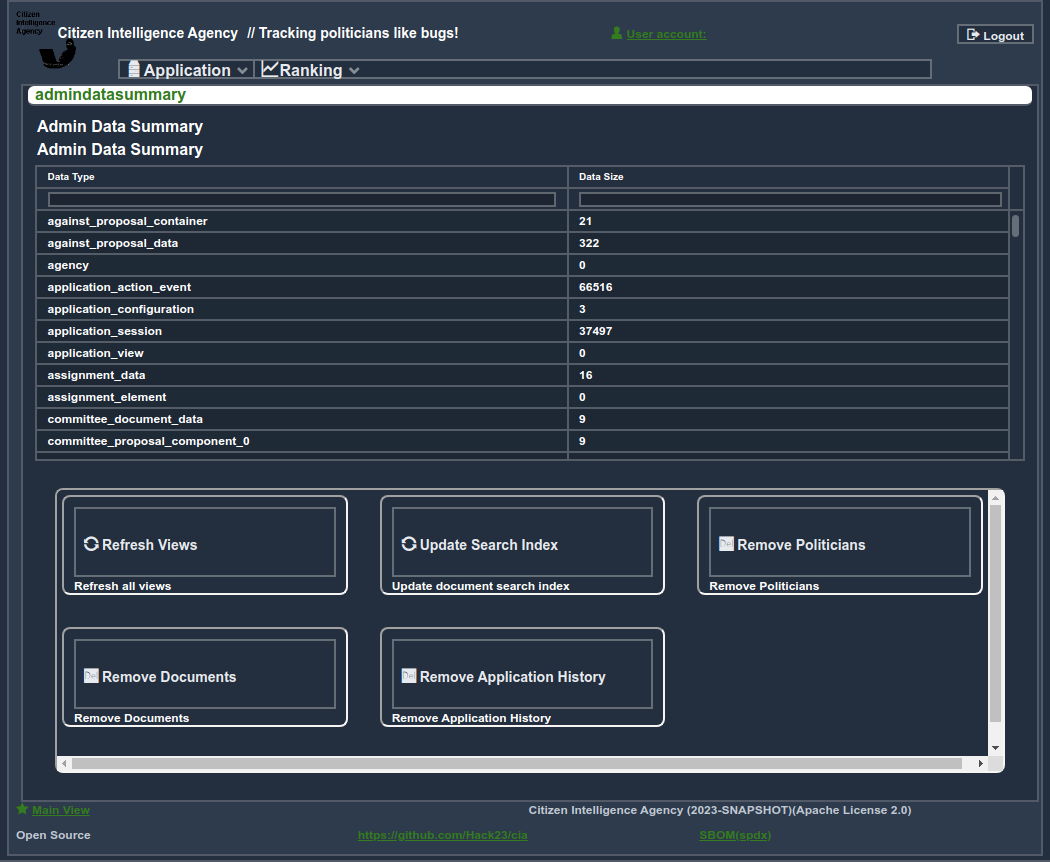 Citizen
Intelligence
Agency
Citizen Intelligence Agency // Tracking politicians like bugs!
User account:
Logout
Application
Ranking
admindatasummary
Admin Data Summary
Admin Data Summary
Data Type Data Size
against_proposal_container 21
against_proposal_data 322
agency 0
application_action_event 66516
application_configuration 3
application_session 37497
application_view 0
assignment_data 16
assignment_element 0
committee_document_data 9
committee_proposal_component_0 9
Refresh Views
Refresh all views
Update Search Index
Update document search index
Del
Remove Politicians
Remove Politicians
Del
Remove Documents
Remove Documents
Del
Remove Application History
Remove Application History
Main View
Citizen Intelligence Agency (2023-SNAPSHOT)(Apache License 2.0)
Open Source
https://github.com/Hack23/cia
SBOM(spdx)